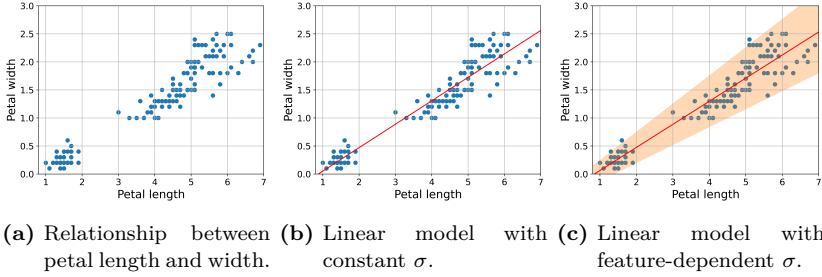 3.0
2.5
2.0
1.5
1.0
0.5
0.0
Petal width
1 2 3 4 5 6 7
Petal length
(a) Relationship between
petal length and width.
3.0
2.5
2.0
1.5
1.0
0.5
0.0
Petal width
1 2 3 4 5 6 7
Petal length
(b) Linear model with
constant σ.
3.0
2.5
2.0
1.5
1.0
0.5
0.0
Petal width
1 2 3 4 5 6 7
Petal length
(c) Linear model with
feature-dependent σ.